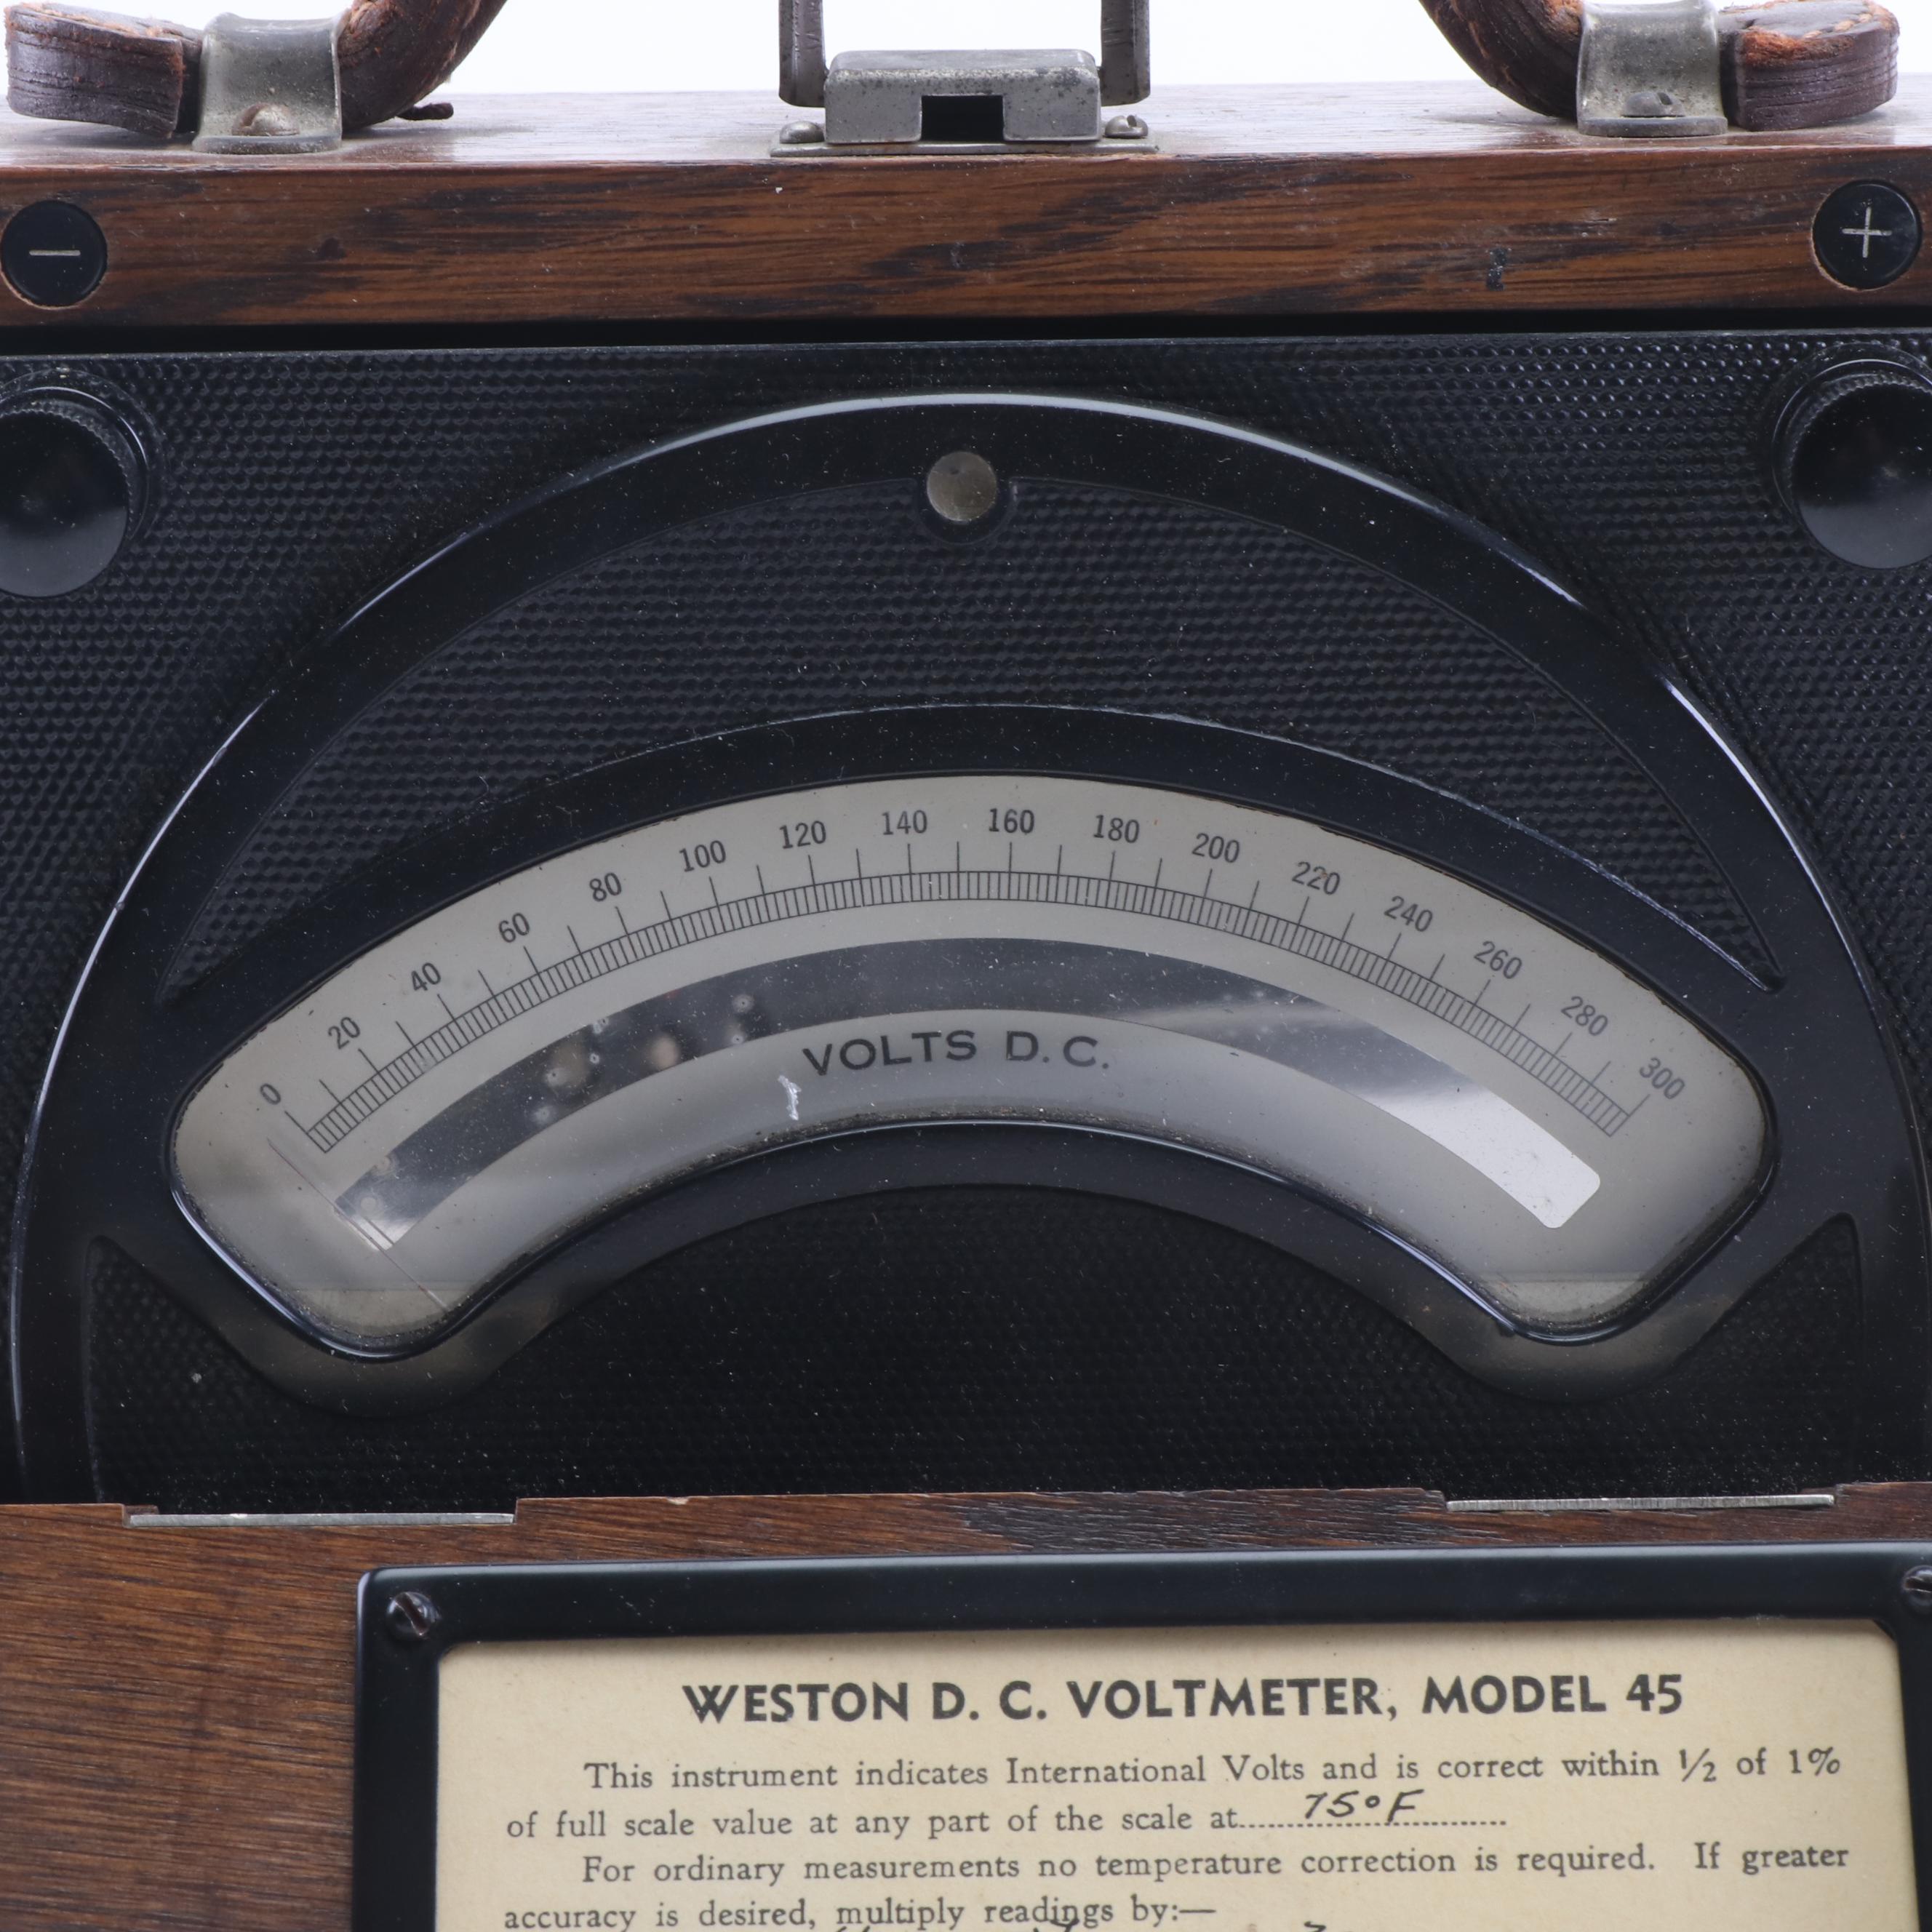 − +
0 20 40 60 80 100 120 140 160 180 200 220 240 260 280 300
VOLTS D.C.
WESTON D. C. VOLTMETER, MODEL 45
This instrument indicates International Volts and is correct within ½ of 1%
of full scale value at any part of the scale at..... 75°F .....
For ordinary measurements no temperature correction is required. If greater
accuracy is desired, multiply readings by:—